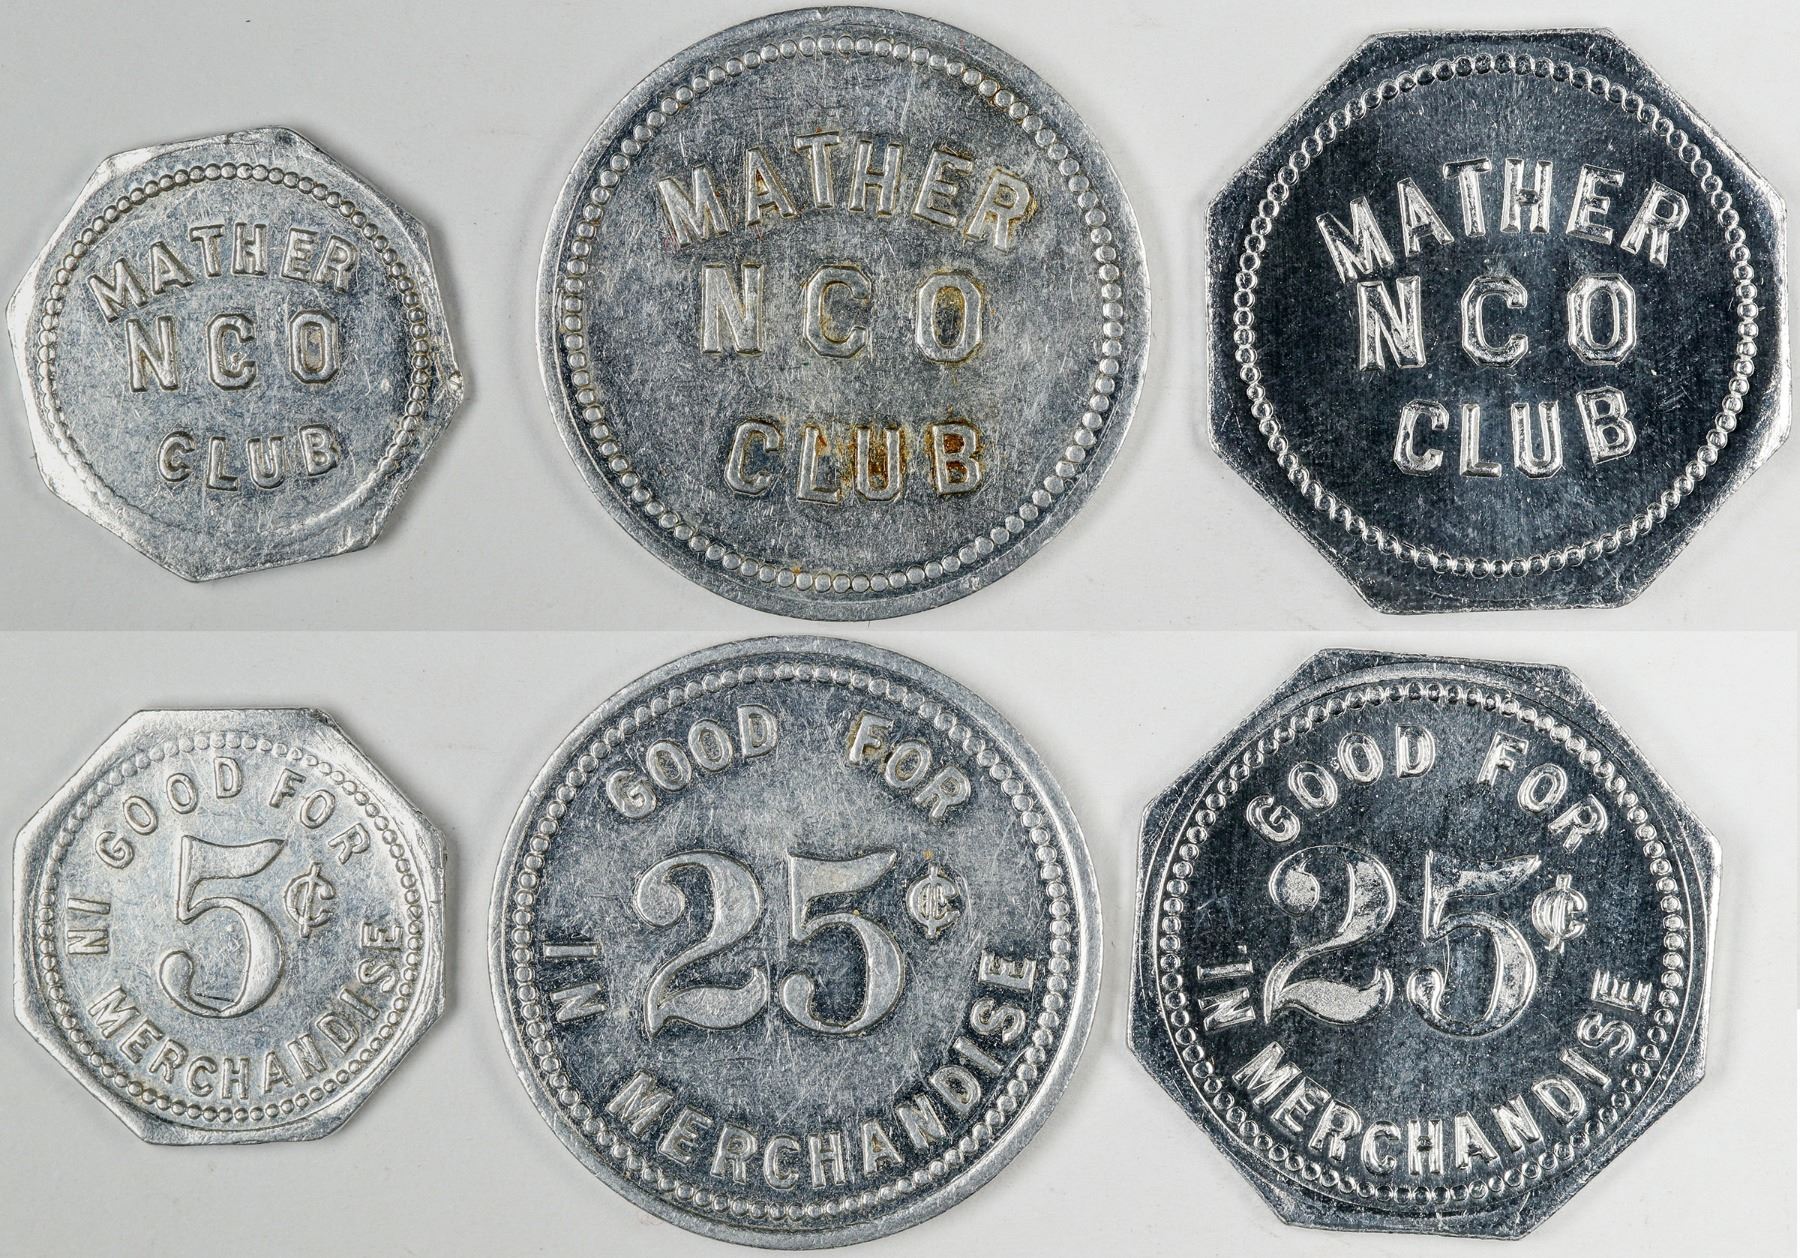 MATHER
NCO
CLUB
MATHER
NCO
CLUB
MATHER
NCO
CLUB
GOOD FOR
5¢
IN
MERCHANDISE
GOOD FOR
25¢
IN
MERCHANDISE
GOOD FOR
25¢
IN
MERCHANDISE